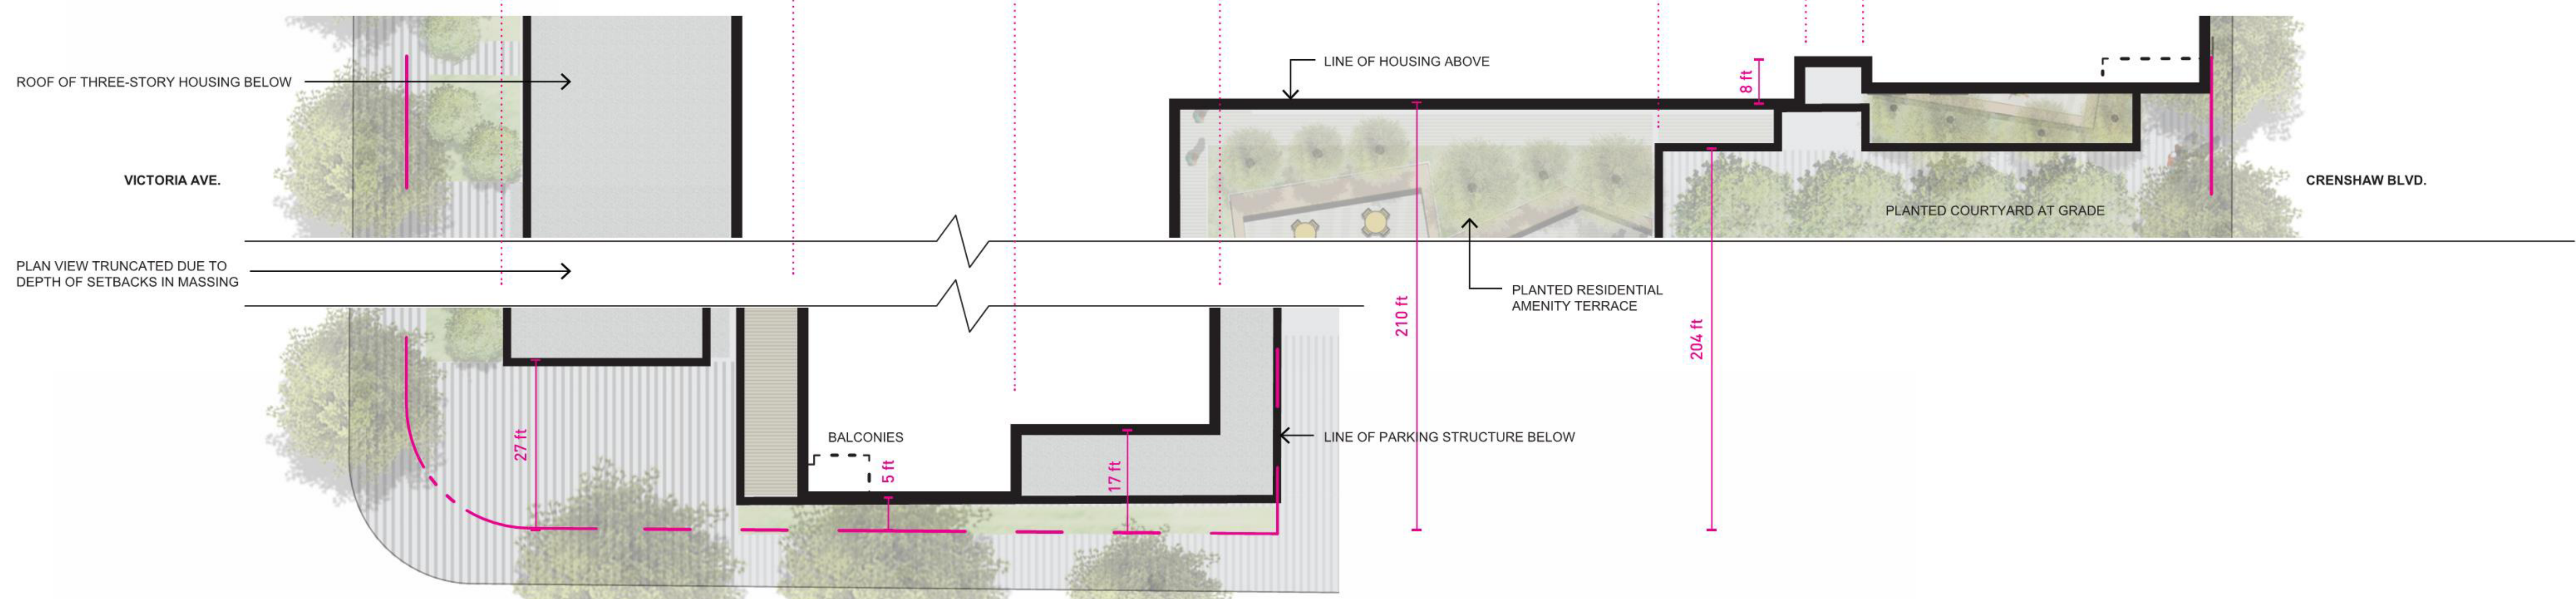 LINE OF HOUSING ABOVE
ROOF OF THREE-STORY HOUSING BELOW
8 ft
VICTORIA AVE.
CRENSHAW BLVD.
PLANTED COURTYARD AT GRADE
PLAN VIEW TRUNCATED DUE TO
DEPTH OF SETBACKS IN MASSING
PLANTED RESIDENTIAL
AMENITY TERRACE
210 ft
204 ft
27 ft
BALCONIES
5 ft
17 ft
LINE OF PARKING STRUCTURE BELOW